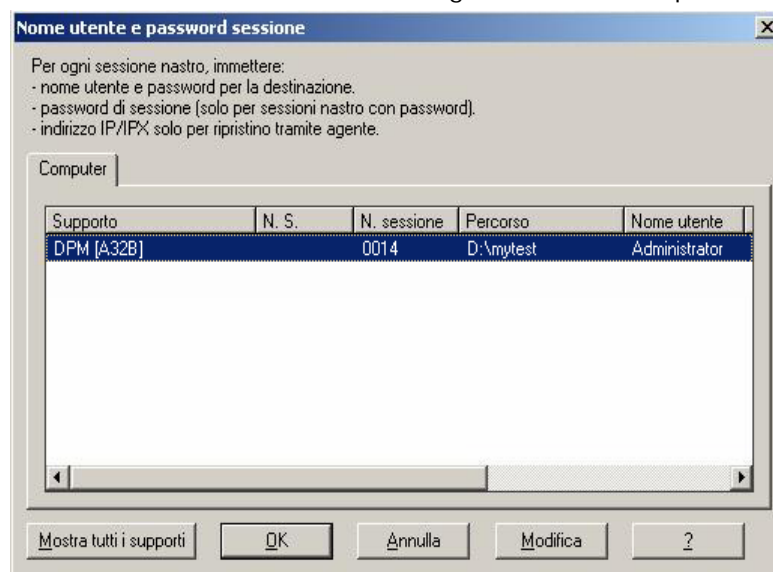 Nome utente e password sessione
Per ogni sessione nastro, immettere:
- nome utente e password per la destinazione.
- password di sessione (solo per sessioni nastro con password).
- indirizzo IP/IPX solo per ripristino tramite agente.
Computer
Supporto N. S. N. sessione Percorso Nome utente
DPM [A32B] 0014 D:\mytest Administrator
Mostra tutti i supporti OK Annulla Modifica ?